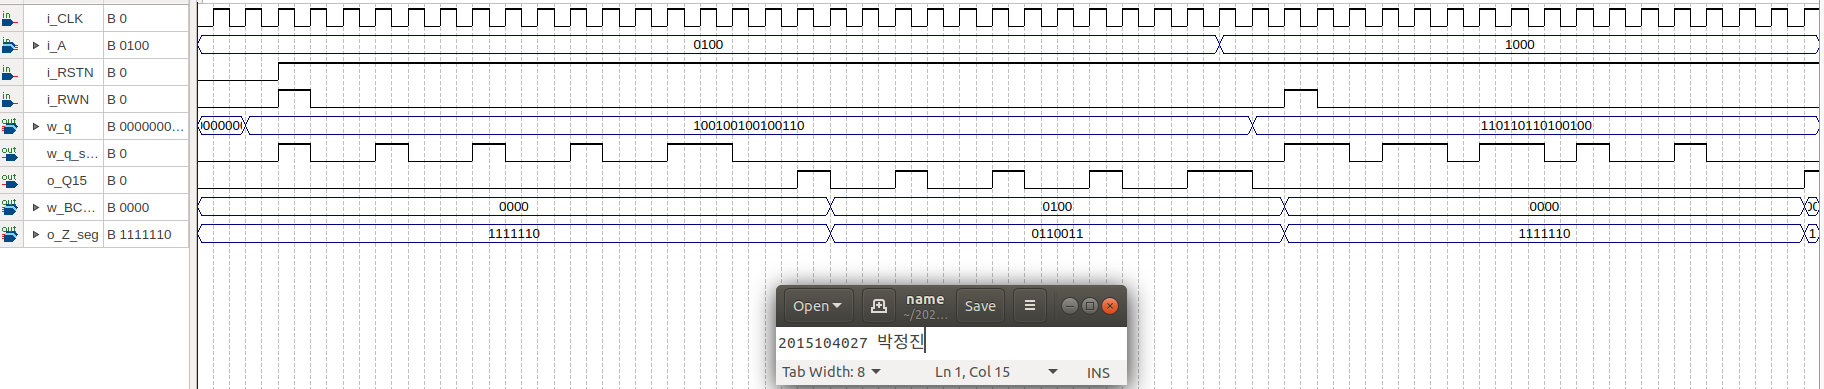 in i_CLK B 0
in i_A B 0100 0100 1000
in i_RSTN B 0
in i_RWN B 0
out w_q B 0000000... 100100100100110 110110110100100
out w_q_s... B 0
out o_Q15 B 0
out w_BC... B 0000 0000 0100 0000
out o_Z_seg B 1111110 1111110 0110011 1111110 1
Open name Save
~/202...
2015104027 박정진
Tab Width: 8 Ln 1, Col 15 INS